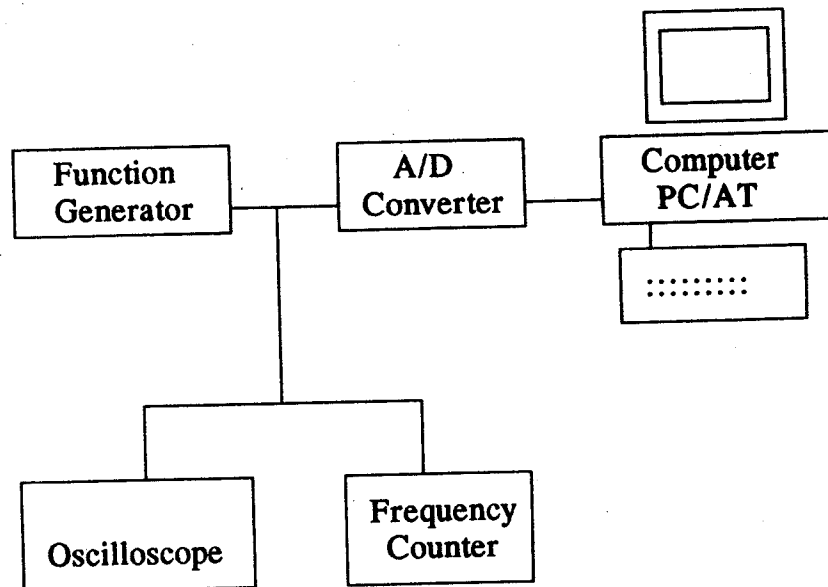 Function
Generator
A/D
Converter
Computer
PC/AT
Oscilloscope
Frequency
Counter